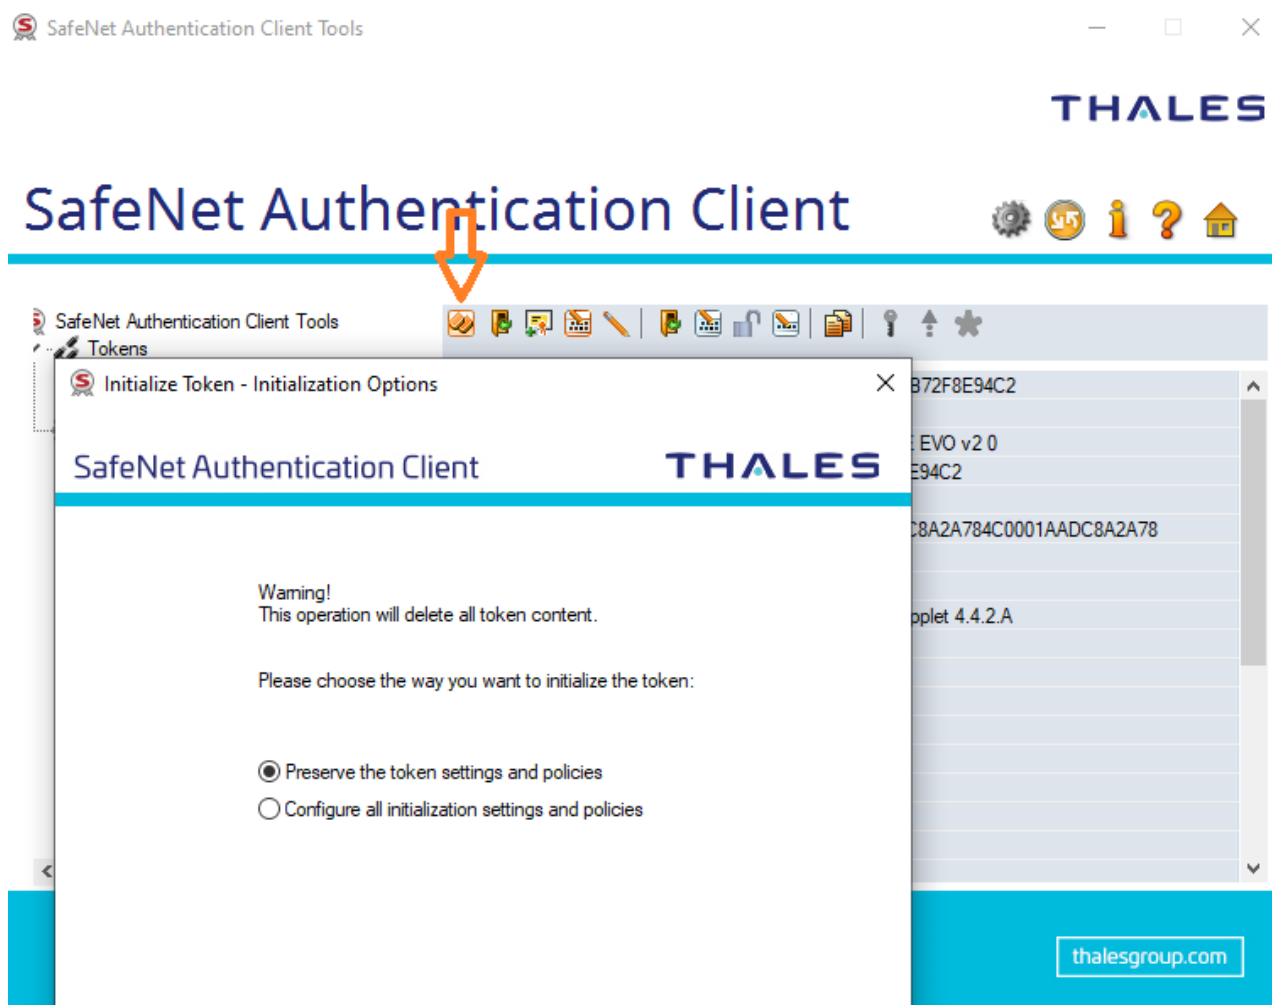 SafeNet Authentication Client Tools
THALES
SafeNet Authentication Client
SafeNet Authentication Client Tools
Tokens
Initialize Token - Initialization Options
SafeNet Authentication Client
THALES
Warning!
This operation will delete all token content.
Please choose the way you want to initialize the token:
Preserve the token settings and policies
Configure all initialization settings and policies
B72F8E94C2
EVO v2 0
E94C2
C8A2A784C0001AADC8A2A78
pplet 4.4.2.A
thalesgroup.com